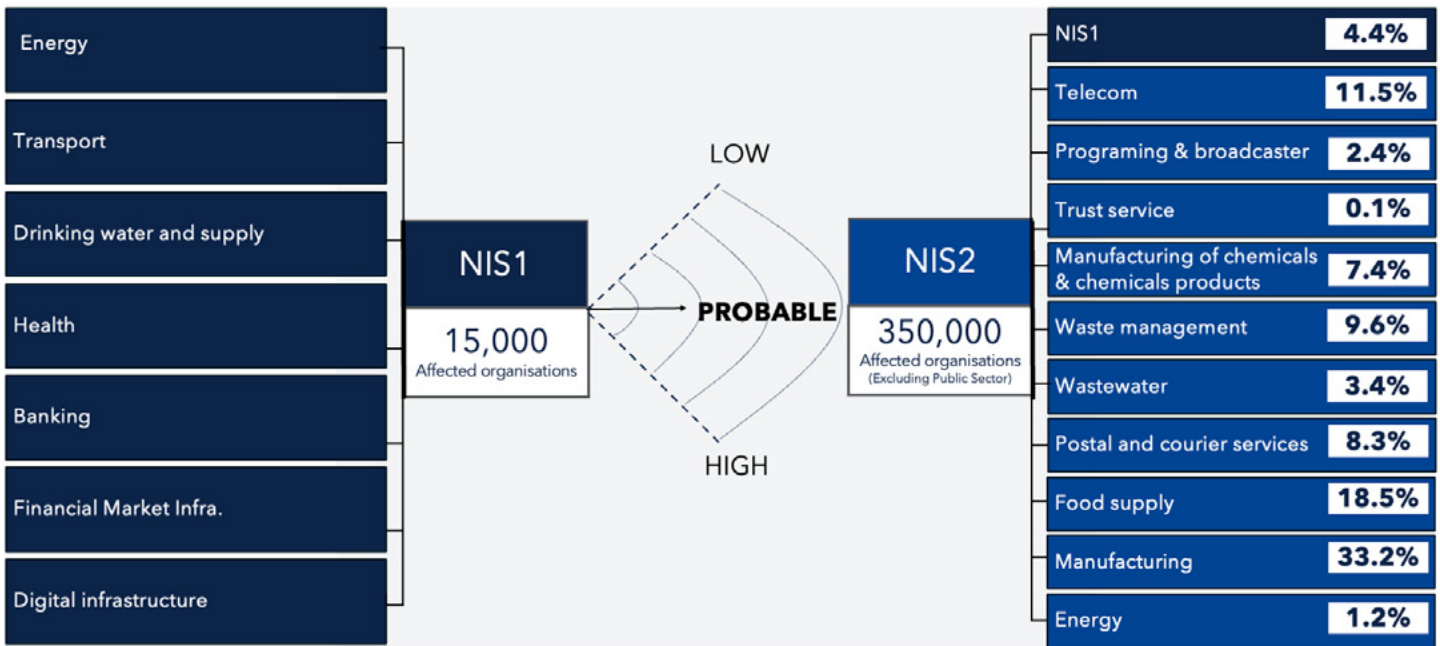 Energy
Transport
Drinking water and supply
Health
Banking
Financial Market Infra.
Digital infrastructure
NIS1
15,000
Affected organisations
LOW
PROBABLE
HIGH
NIS2
350,000
Affected organisations
(Excluding Public Sector)
NIS1 4.4%
Telecom 11.5%
Programing & broadcaster 2.4%
Trust service 0.1%
Manufacturing of chemicals
& chemicals products 7.4%
Waste management 9.6%
Wastewater 3.4%
Postal and courier services 8.3%
Food supply 18.5%
Manufacturing 33.2%
Energy 1.2%